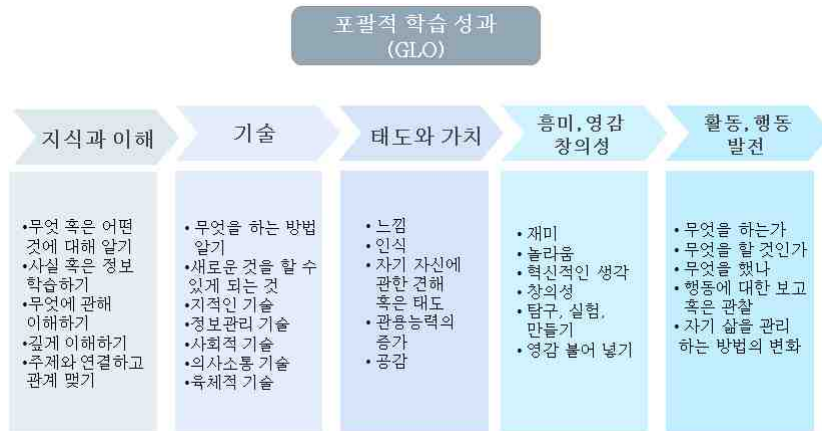 포괄적 학습 성과
(GLO)
지식과 이해
•무엇 혹은 어떤
것에 대해 알기
•사실 혹은 정보
학습하기
•무엇에 관해
이해하기
•깊게 이해하기
•주제와 연결하고
관계 맺기
기술
•무엇을 하는 방법
알기
•새로운 것을 할 수
있게 되는 것
•지적인 기술
•정보관리 기술
•사회적 기술
•의사소통 기술
•육체적 기술
태도와 가치
•느낌
•인식
•자기 자신에
관한 견해
혹은 태도
•관용능력의
증가
•공감
흥미,영감
창의성
•재미
•놀라움
•혁신적인 생각
•창의성
•탐구, 실험,
만들기
•영감 불어 넣기
활동,행동
발전
•무엇을 하는가
•무엇을 할 것인가
•무엇을 했나
•행동에 대한 보고
혹은 관찰
•자기 삶을 관리
하는 방법의 변화